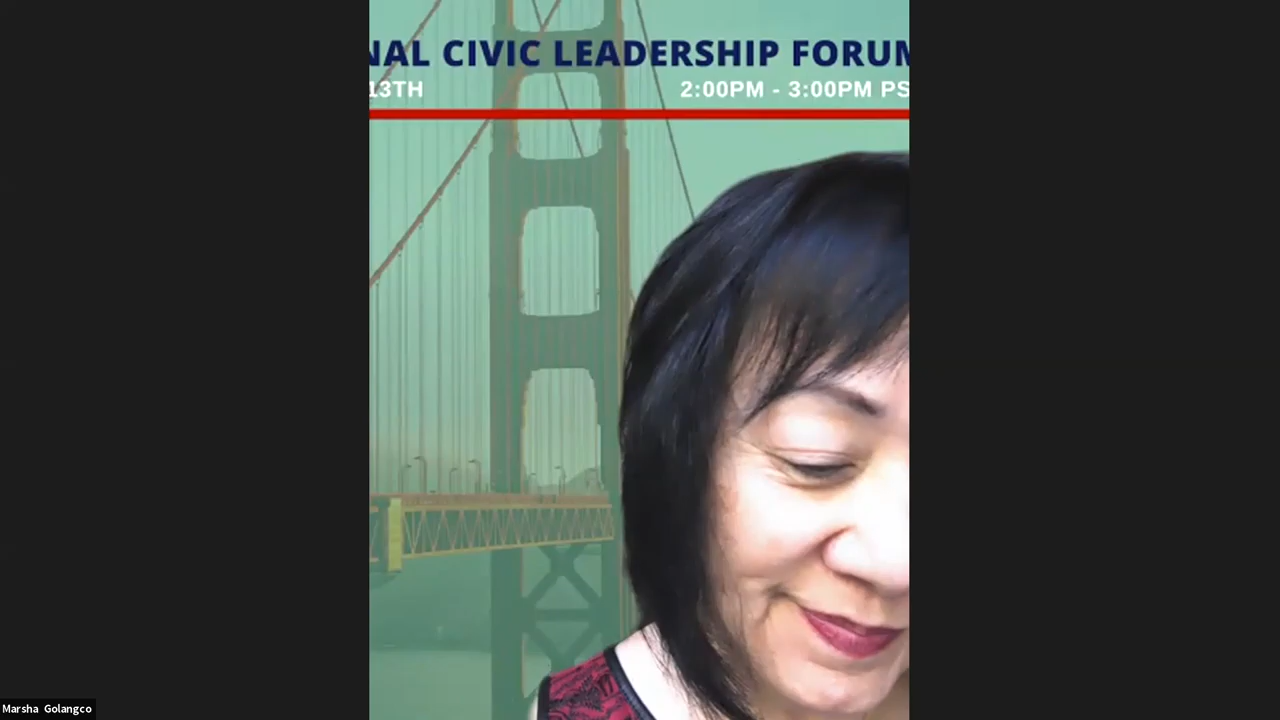 NAL CIVIC LEADERSHIP FORUM
13TH
2:00PM - 3:00PM PS
Marsha Golangco